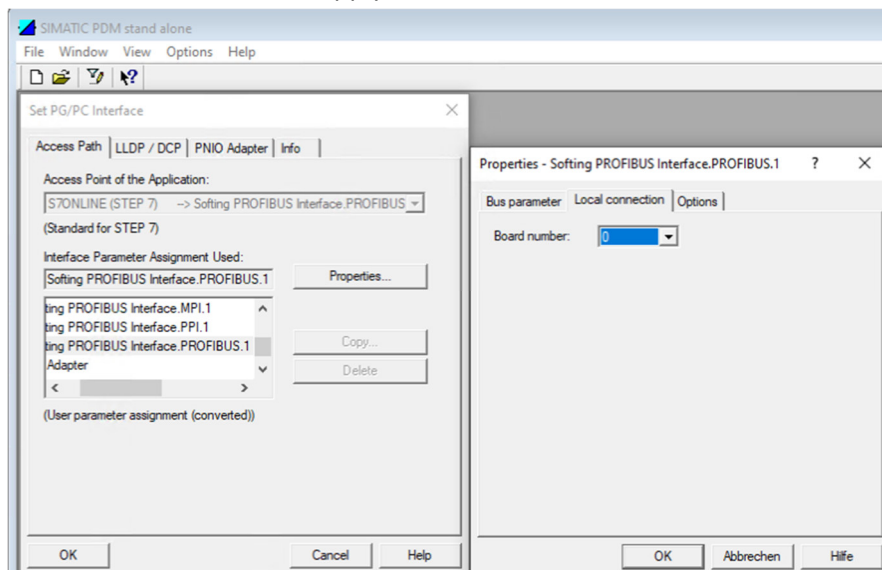 SIMATIC PDM stand alone
File Window View Options Help
Set PG/PC Interface
Access Path LLDP / DCP PNIO Adapter Info
Access Point of the Application:
S7ONLINE (STEP 7) --> Softing PROFIBUS Interface.PROFIBUS
(Standard for STEP 7)
Interface Parameter Assignment Used:
Softing PROFIBUS Interface.PROFIBUS.1
Properties...
ting PROFIBUS Interface.MPI.1
ting PROFIBUS Interface.PPI.1
ting PROFIBUS Interface.PROFIBUS.1
Adapter
Copy...
Delete
(User parameter assignment (converted))
OK Cancel Help
Properties - Softing PROFIBUS Interface.PROFIBUS.1 ?
Bus parameter Local connection Options
Board number: 0
OK Abbrechen Hilfe